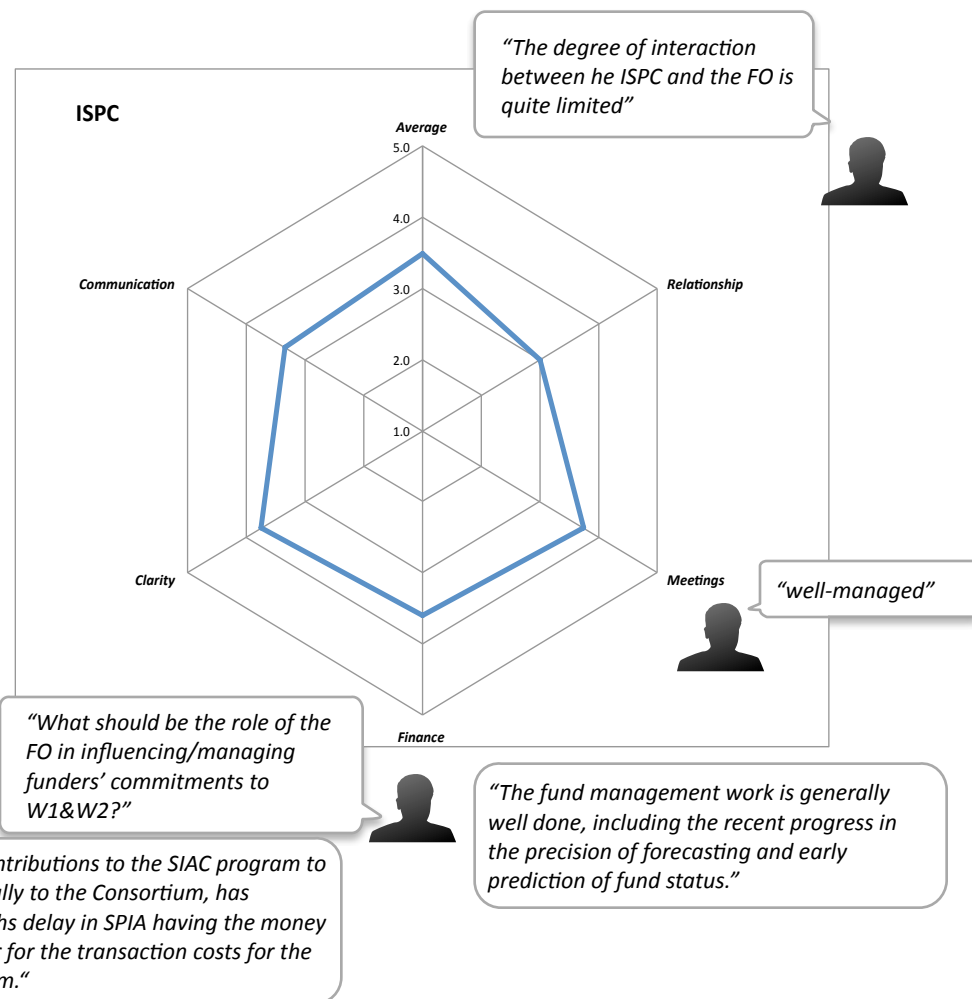 “The degree of interaction
between he ISPC and the FO is
quite limited”
ISPC
Average
5.0
4.0
3.0
2.0
1.0
Communication
Relationship
Clarity
Meetings
“well-managed”
Finance
“What should be the role of the
FO in influencing/managing
funders’ commitments to
W1&W2?”
“The fund management work is generally
well done, including the recent progress in
the precision of forecasting and early
prediction of fund status.”
ntributions to the SIAC program to
ally to the Consortium, has
hs delay in SPIA having the money
for the transaction costs for the
m.“